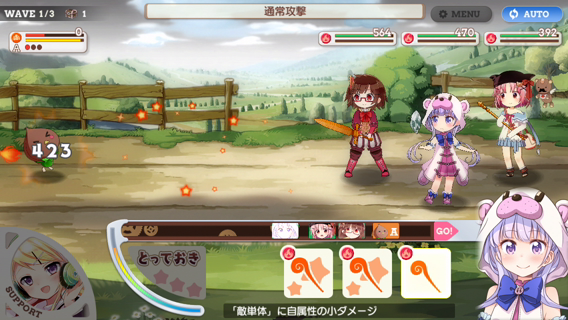 WAVE 1/3 1
通常攻撃
MENU
AUTO
0
A
564
470
392
423
A GO!
とっておき
SUPPORT
「敵単体」に自属性の小ダメージ